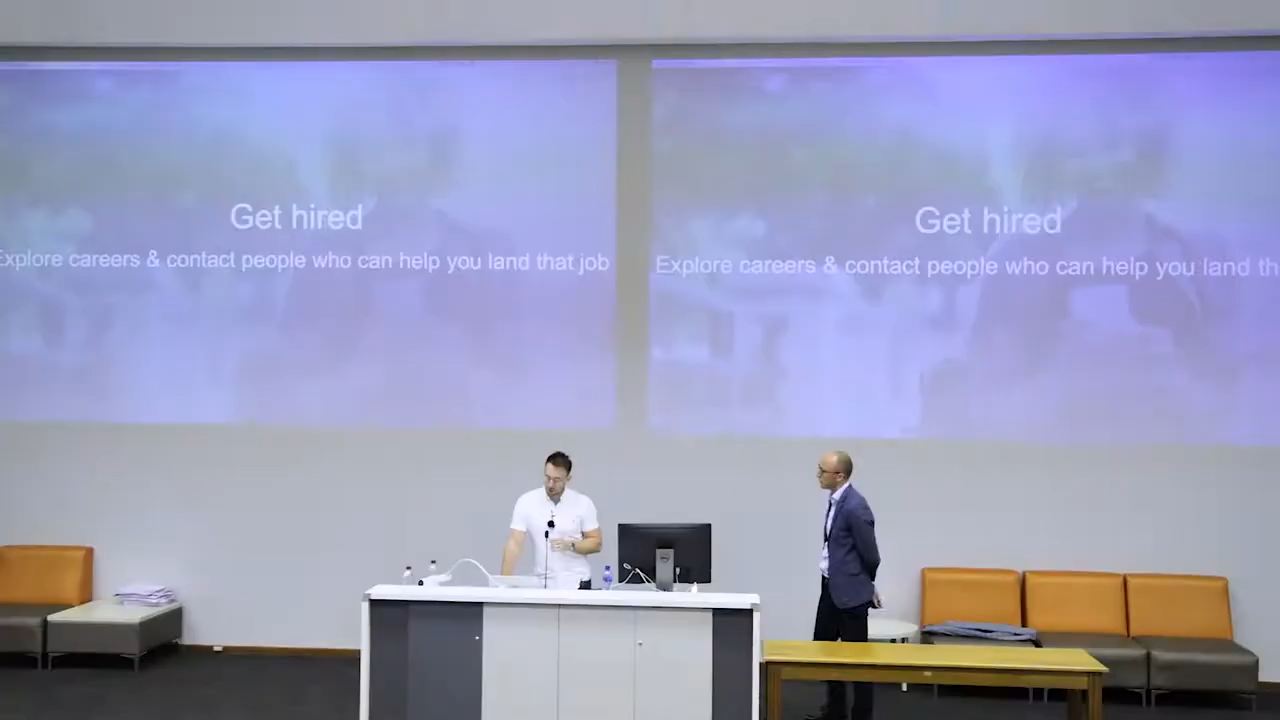 Get hired
Explore careers & contact people who can help you land that job
Get hired
Explore careers & contact people who can help you land th